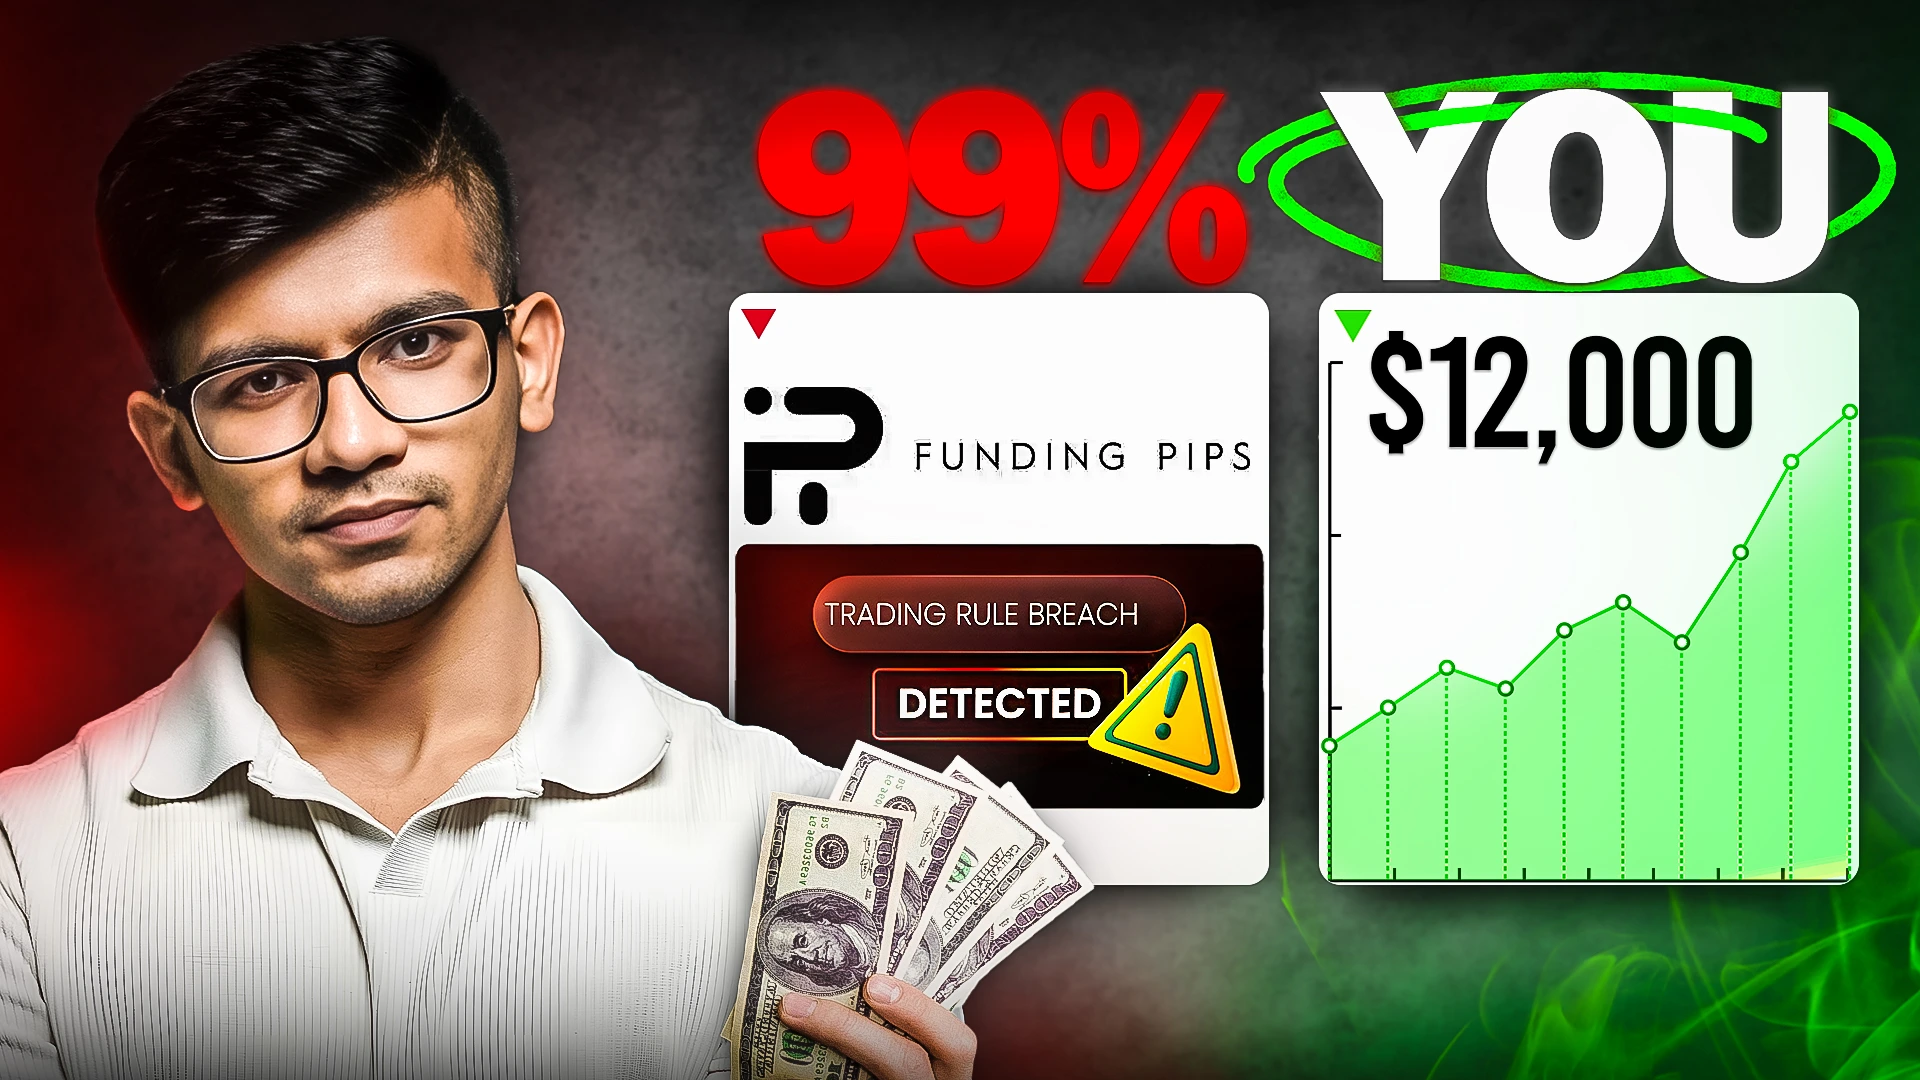 99%
YOU
FUNDING PIPS
TRADING RULE BREACH
DETECTED
$12,000